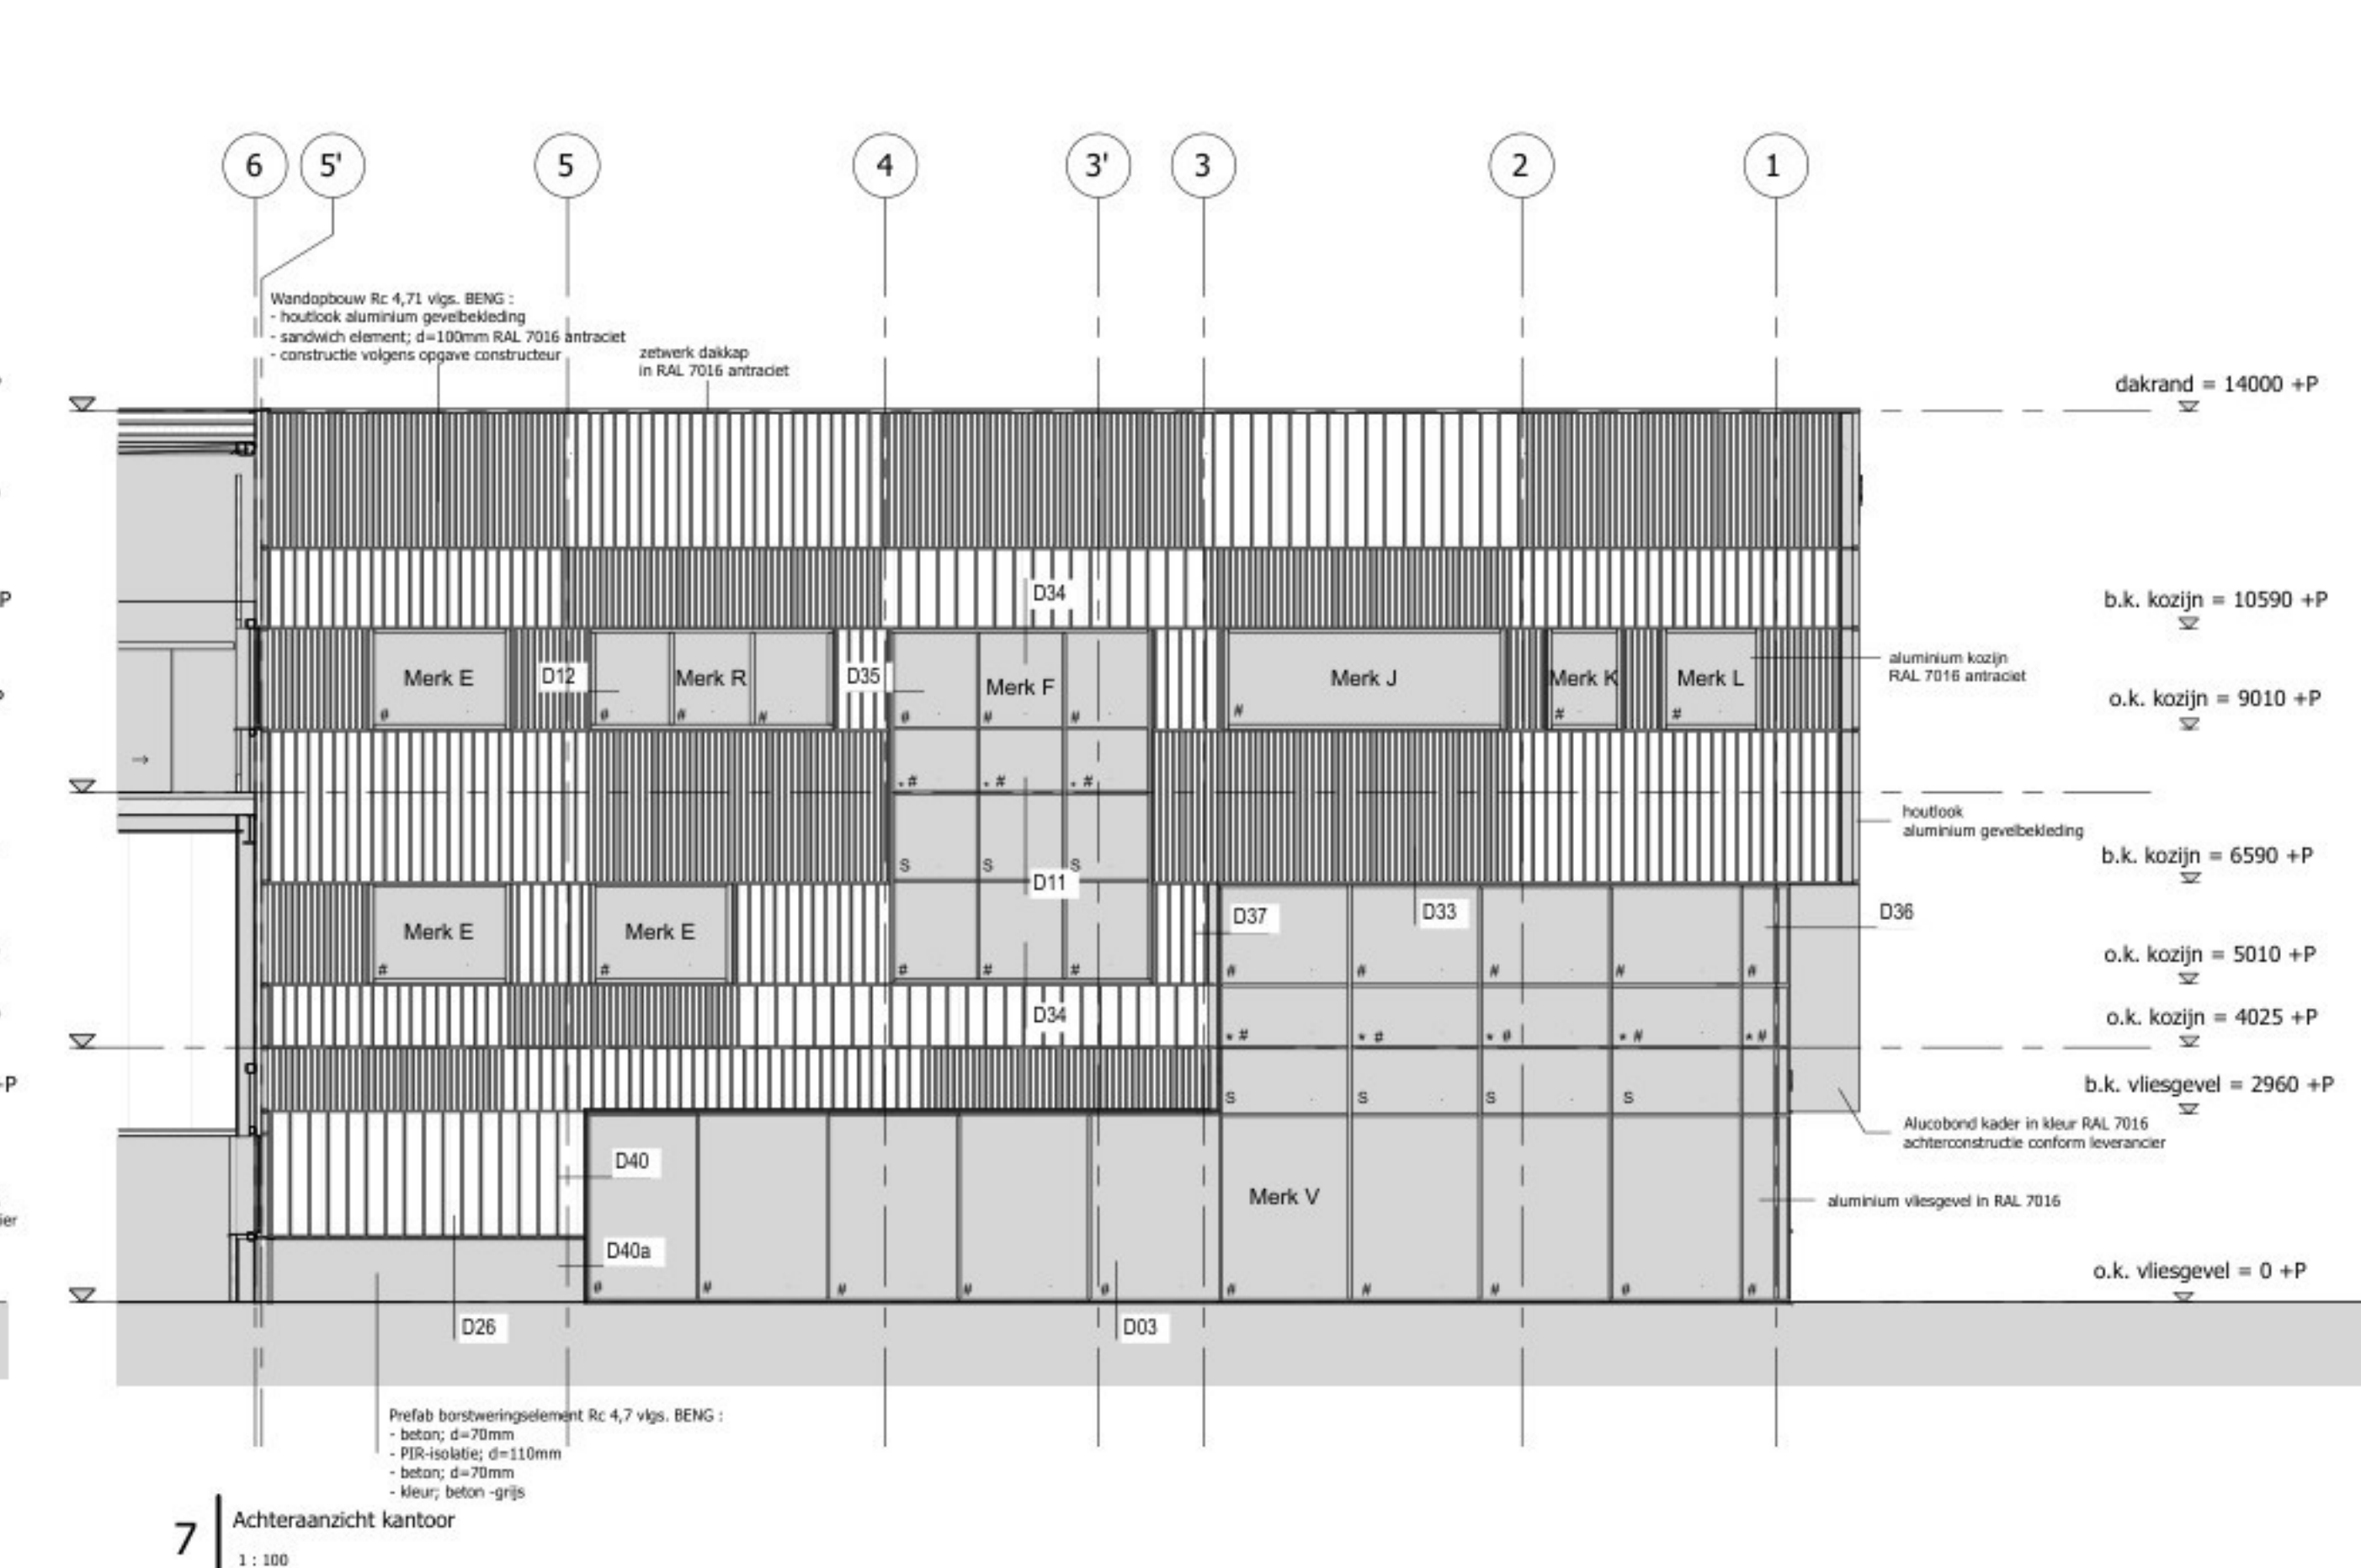 6 5' 5 4 3' 3 2 1
Wandopbouw Rc 4,71 vlgs. BENG :
- houtlook aluminium gevelbekleding
- sandwich element; d=100mm RAL 7016 antraciet
- constructie volgens opgave constructeur
zetwerk dakkap
in RAL 7016 antraciet
dakrand = 14000 +P
D34
P
b.k. kozijn = 10590 +P
Merk E
D12
Merk R
D35
Merk F
Merk J
Merk K
Merk L
aluminium kozijn
RAL 7016 antraciet
o.k. kozijn = 9010 +P
# # # # # # # # #
* # * # * #
houtlook
aluminium gevelbekleding
b.k. kozijn = 6590 +P
S S S
D11
D37
D33
D36
Merk E
Merk E
o.k. kozijn = 5010 +P
# # # # # # # # # #
D34
o.k. kozijn = 4025 +P
* # * # * # * # * #
b.k. vliesgevel = 2960 +P
-P
S S S S
Alucobond kader in kleur RAL 7016
achterconstructie conform leverancier
D40
Merk V
aluminium vliesgevel in RAL 7016
ier
D40a
o.k. vliesgevel = 0 +P
# # # # # # # # # #
D26
D03
Prefab borstweringselement Rc 4,7 vlgs. BENG :
- beton; d=70mm
- PIR-isolatie; d=110mm
- beton; d=70mm
- kleur; beton -grijs
7
Achteraanzicht kantoor
1 : 100